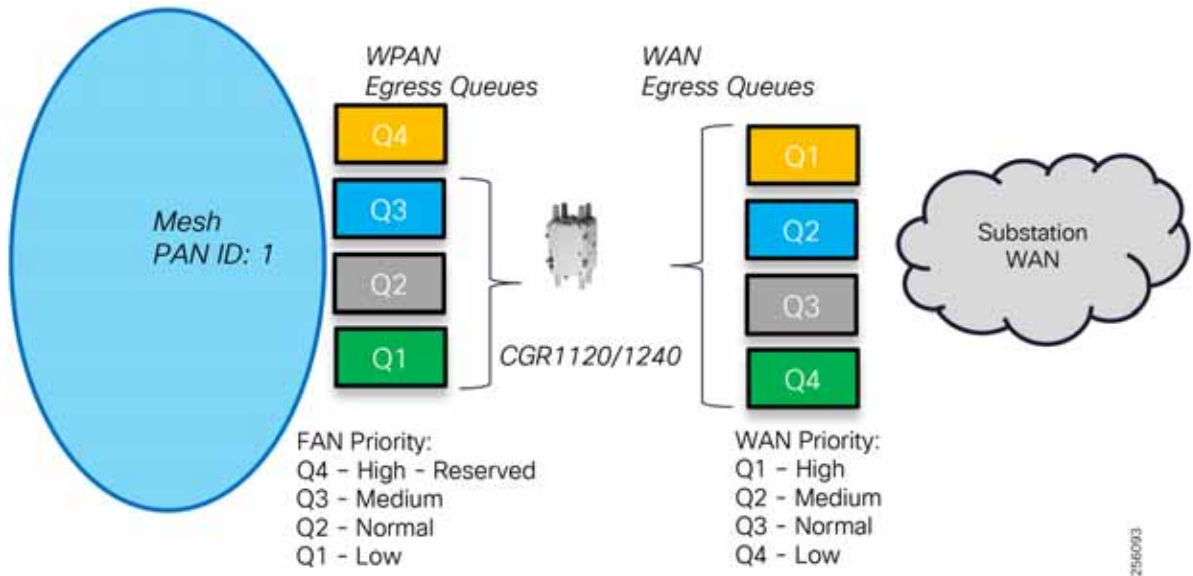 WPAN
Egress Queues
WAN
Egress Queues
Q4
Q3
Q2
Q1
Mesh
PAN ID: 1
CGR1120/1240
Q1
Q2
Q3
Q4
Substation
WAN
FAN Priority:
Q4 - High - Reserved
Q3 - Medium
Q2 - Normal
Q1 - Low
WAN Priority:
Q1 - High
Q2 - Medium
Q3 - Normal
Q4 - Low
256093